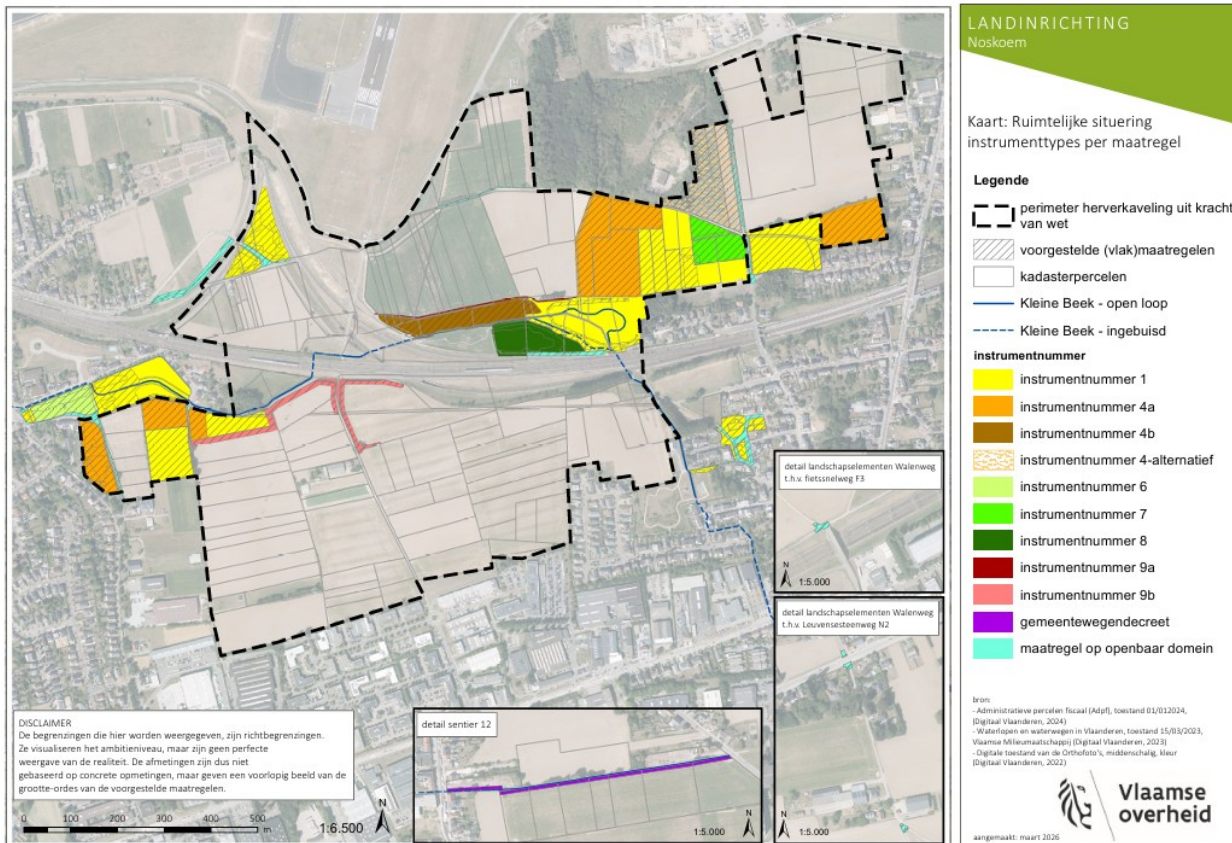 LANDINRICHTING
Noskoem
Kaart: Ruimtelijke situering
instrumenttypes per maatregel
Legende
perimeter herverkaveling uit kracht
van wet
voorgestelde (vlak)maatregelen
kadasterpercelen
Kleine Beek - open loop
Kleine Beek - ingebuisd
instrumentnummer
instrumentnummer 1
instrumentnummer 4a
instrumentnummer 4b
instrumentnummer 4-alternatief
instrumentnummer 6
instrumentnummer 7
instrumentnummer 8
instrumentnummer 9a
instrumentnummer 9b
gemeentewegendecreet
maatregel op openbaar domein
bron:
- Administratieve percelen fiscaal (Adpf), toestand 01/012024,
(Digitaal Vlaanderen, 2024)
- Waterlopen en waterwegen in Vlaanderen, toestand 15/03/2023,
Vlaamse Milieumaatschappij (Digitaal Vlaanderen, 2023)
- Digitale toestand van de Orthofoto's, middenschalig, kleur
(Digitaal Vlaanderen, 2022)
Vlaamse
overheid
aangemaakt: maart 2026
detail landschapselementen Walenweg
t.h.v. fietssnelweg F3
N
1:5.000
detail landschapselementen Walenweg
t.h.v. Leuvensesteenweg N2
N
1:5.000
detail sentier 12
N
1:5.000
DISCLAIMER
De begrenzingen die hier worden weergegeven, zijn richtbegrenzingen.
Ze visualiseren het ambitieniveau, maar zijn geen perfecte
weergave van de realiteit. De afmetingen zijn dus niet
gebaseerd op concrete opmetingen, maar geven een voorlopig beeld van de
grootte-ordes van de voorgestelde maatregelen.
0 100 200 300 400 500
m
1:6.500
N